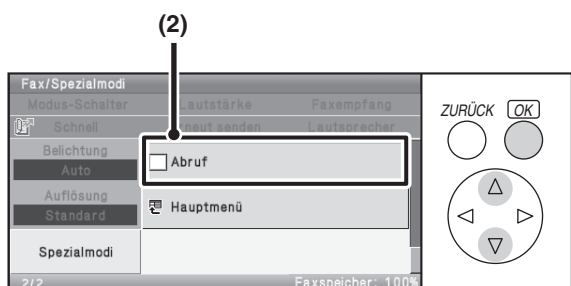 (2)
Fax/Spezialmodi
Modus-Schalter Lautstärke Faxempfang
Schnell erneut senden Lautsprecher
Belichtung
Auto
Abruf
Auflösung
Standard
Hauptmenü
Spezialmodi
2/2 Faxspeicher: 100%
ZURÜCK OK